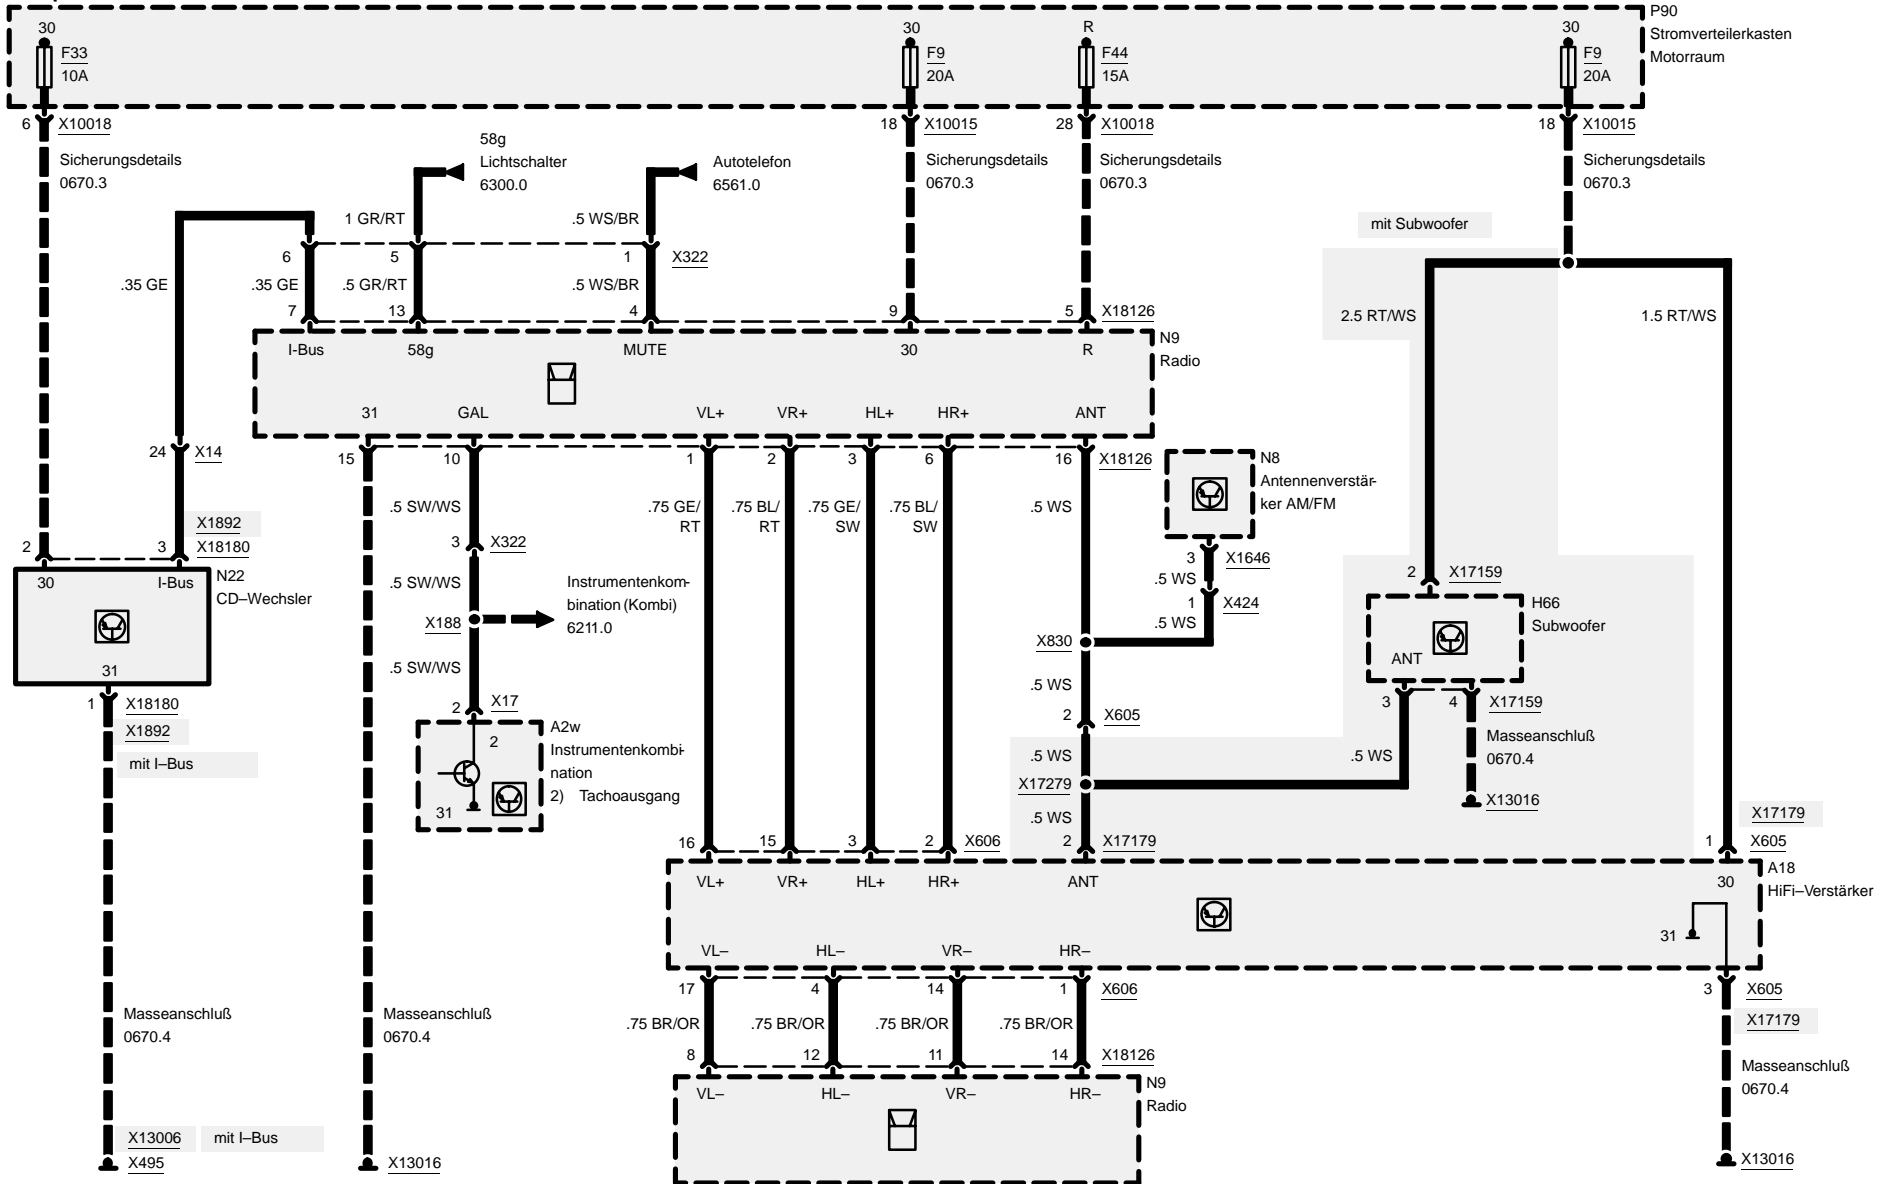 P90
Stromverteilerkasten
Motorraum
30
F33
10A
30
F9
20A
R
F44
15A
30
F9
20A
6
X10018
18
X10015
28
X10018
18
X10015
Sicherungsdetails
0670.3
58g
Lichtschalter
6300.0
Autotelefon
6561.0
Sicherungsdetails
0670.3
Sicherungsdetails
0670.3
Sicherungsdetails
0670.3
1 GR/RT
.5 WS/BR
mit Subwoofer
6
5
1
X322
.35 GE
.35 GE
.5 GR/RT
.5 WS/BR
2.5 RT/WS
1.5 RT/WS
7
13
4
9
5
X18126
N9
Radio
I-Bus
58g
MUTE
30
R
31
GAL
VL+
VR+
HL+
HR+
ANT
24
X14
15
10
1
2
3
6
16
X18126
N8
Antennenverstär-
ker AM/FM
.5 SW/WS
.75 GE/
RT
.75 BL/
RT
.75 GE/
SW
.75 BL/
SW
.5 WS
X1892
2
3
X18180
3
X322
3
X1646
30
I-Bus
N22
CD–Wechsler
.5 SW/WS
Instrumentenkom-
bination (Kombi)
6211.0
.5 WS
1
X424
.5 WS
2
X17159
H66
Subwoofer
X188
X830
31
.5 SW/WS
ANT
.5 WS
1
X18180
X1892
mit I–Bus
2
X17
2
X605
3
4
X17159
A2w
Instrumentenkombi-
nation
2) Tachoausgang
2
31
.5 WS
.5 WS
Masseanschluß
0670.4
X17279
X13016
.5 WS
X17179
16
15
3
2
X606
2
X17179
1
X605
A18
HiFi–Verstärker
VL+
VR+
HL+
HR+
ANT
30
31
VL–
HL–
VR–
HR–
17
4
14
1
X606
3
X605
X17179
Masseanschluß
0670.4
Masseanschluß
0670.4
.75 BR/OR
.75 BR/OR
.75 BR/OR
.75 BR/OR
8
12
11
14
X18126
Masseanschluß
0670.4
N9
Radio
VL–
HL–
VR–
HR–
X13006
mit I–Bus
X495
X13016
X13016